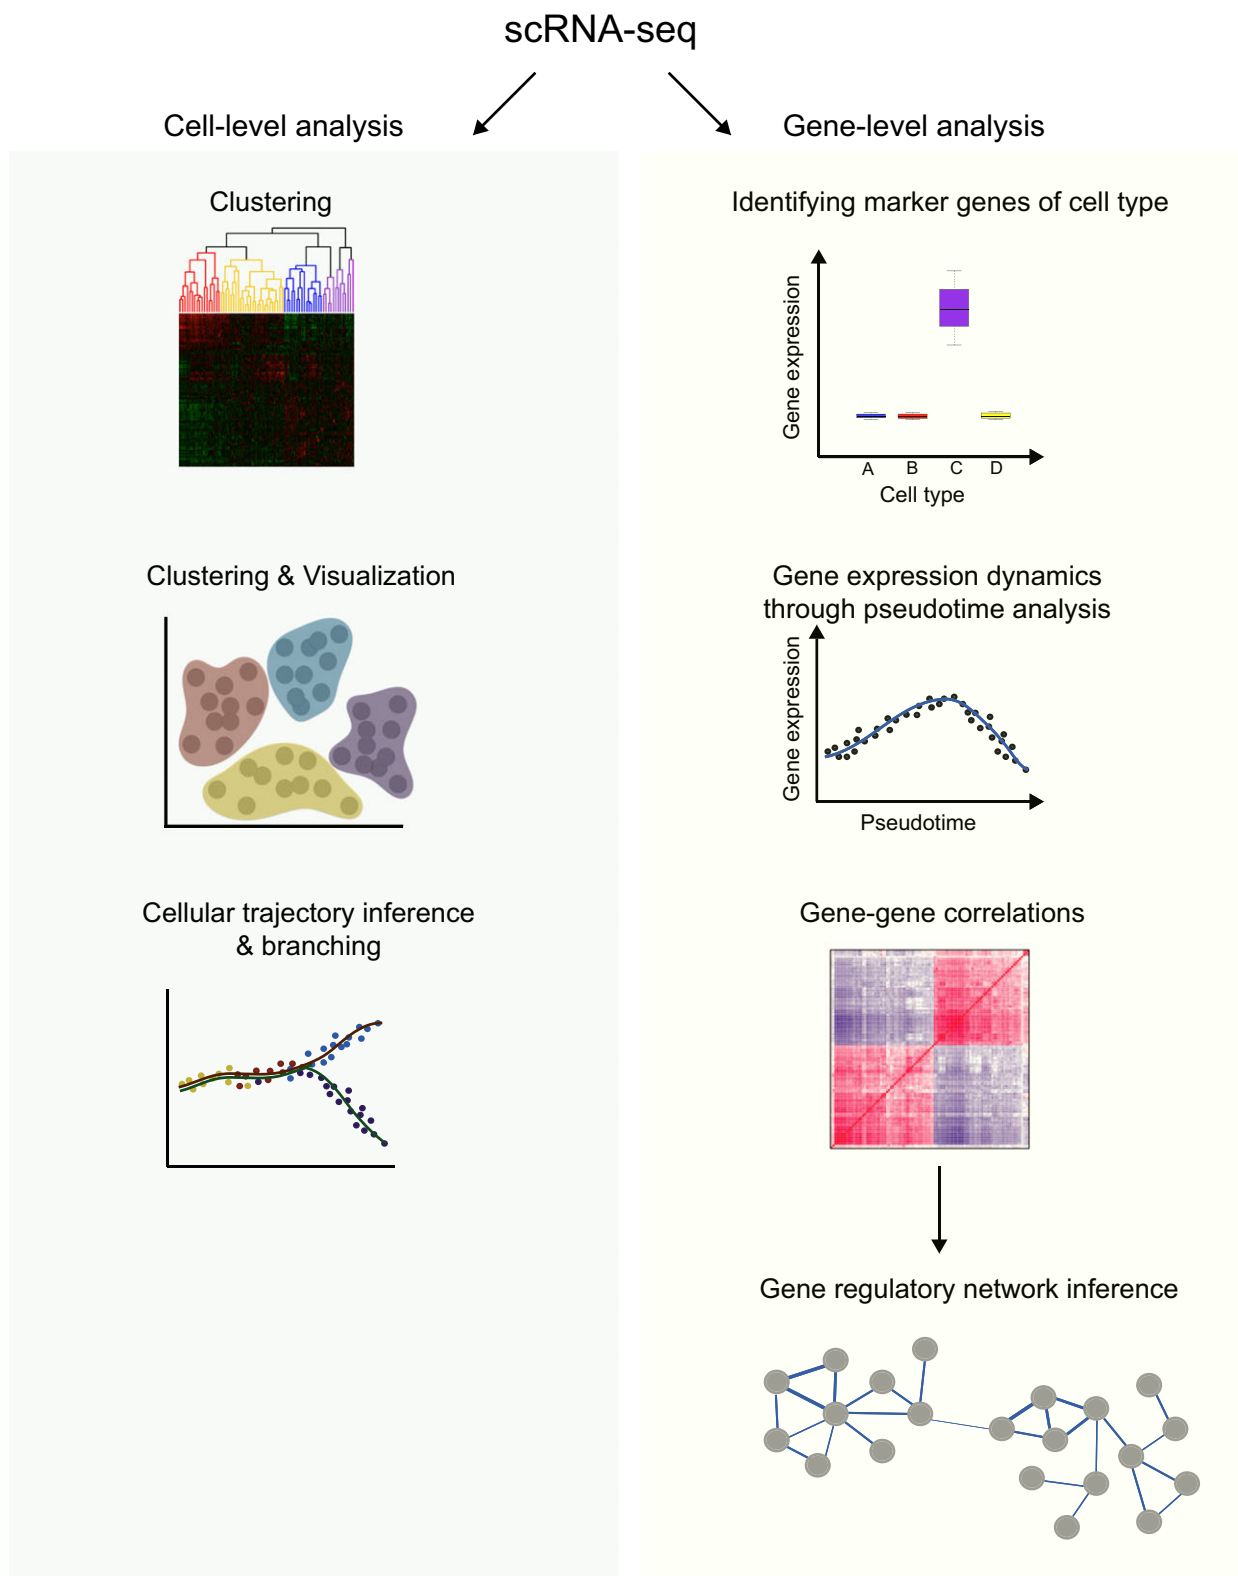 scRNA-seq
Cell-level analysis
Gene-level analysis
Clustering
Identifying marker genes of cell type
Gene expression
A B C D
Cell type
Clustering & Visualization
Gene expression dynamics
through pseudotime analysis
Gene expression
Pseudotime
Cellular trajectory inference
& branching
Gene-gene correlations
Gene regulatory network inference